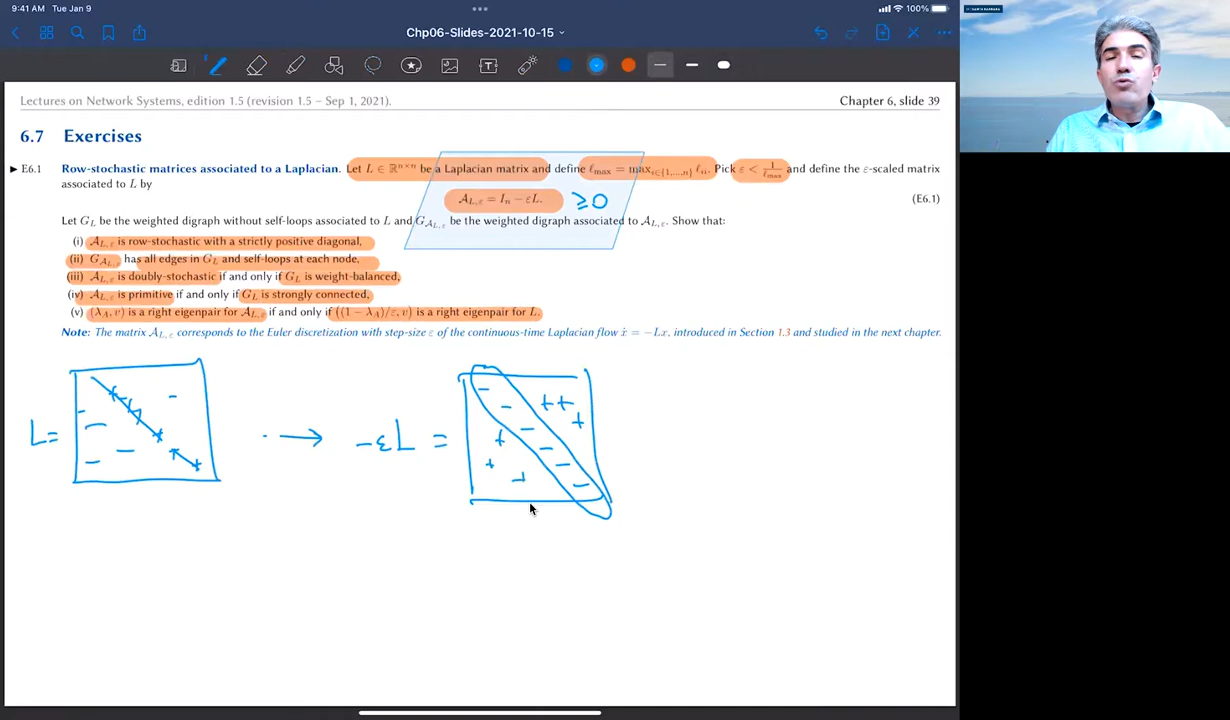 9:41 AM Tue Jan 9
100%
Chp06-Slides-2021-10-15
Lectures on Network Systems, edition 1.5 (revision 1.5 – Sep 1, 2021).
Chapter 6, slide 39
6.7 Exercises
► E6.1 Row-stochastic matrices associated to a Laplacian. Let L ∈ ℝⁿˣⁿ be a Laplacian matrix and define ℓmax = max_{i∈{1,...,n}} ℓii. Pick ε < 1/ℓmax and define the ε-scaled matrix
associated to L by
A_{L,ε} = Iₙ − εL. ≥0 (E6.1)
Let G_L be the weighted digraph without self-loops associated to L and G_{A_{L,ε}} be the weighted digraph associated to A_{L,ε}. Show that:
(i) A_{L,ε} is row-stochastic with a strictly positive diagonal,
(ii) G_{A_{L,ε}} has all edges in G_L and self-loops at each node,
(iii) A_{L,ε} is doubly-stochastic if and only if G_L is weight-balanced,
(iv) A_{L,ε} is primitive if and only if G_L is strongly connected,
(v) (λ_A, v) is a right eigenpair for A_{L,ε} if and only if ((1 − λ_A)/ε, v) is a right eigenpair for L.
Note: The matrix A_{L,ε} corresponds to the Euler discretization with step-size ε of the continuous-time Laplacian flow ẋ = −Lx, introduced in Section 1.3 and studied in the next chapter.
L= → -εL =